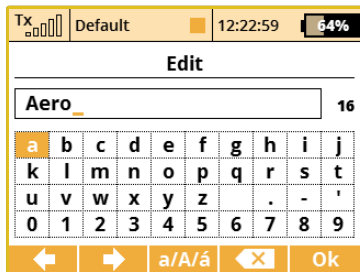 Tx Default 12:22:59 64%
Edit
Aero_ 16
a b c d e f g h i j
k l m n o p q r s t
u v w x y z . - '
0 1 2 3 4 5 6 7 8 9
a/A/á Ok